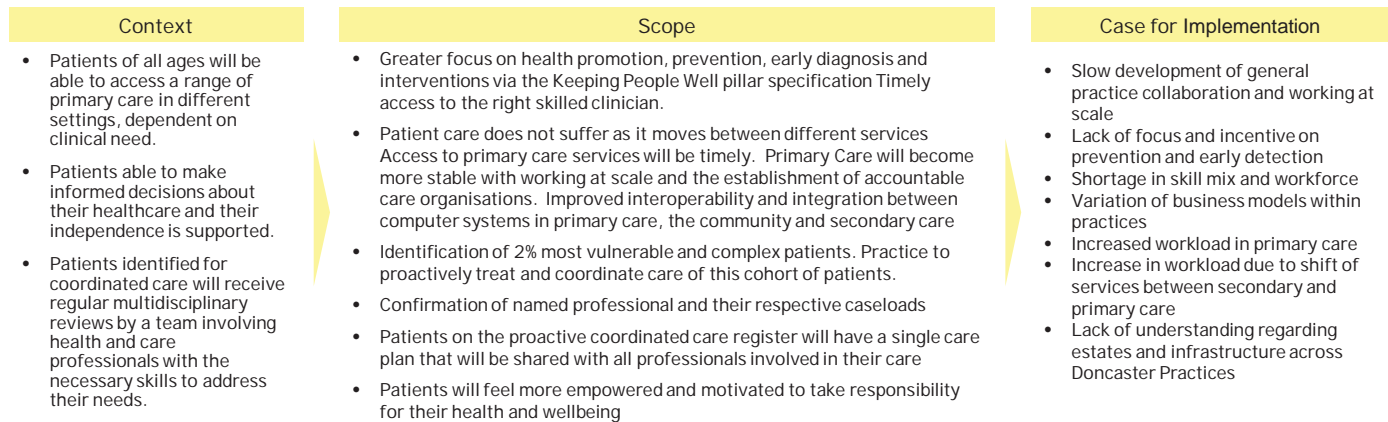 Context
• Patients of all ages will be
able to access a range of
primary care in different
settings, dependent on
clinical need.
• Patients able to make
informed decisions about
their healthcare and their
independence is supported.
• Patients identified for
coordinated care will receive
regular multidisciplinary
reviews by a team involving
health and care
professionals with the
necessary skills to address
their needs.
Scope
• Greater focus on health promotion, prevention, early diagnosis and
interventions via the Keeping People Well pillar specification Timely
access to the right skilled clinician.
• Patient care does not suffer as it moves between different services
Access to primary care services will be timely. Primary Care will become
more stable with working at scale and the establishment of accountable
care organisations. Improved interoperability and integration between
computer systems in primary care, the community and secondary care
• Identification of 2% most vulnerable and complex patients. Practice to
proactively treat and coordinate care of this cohort of patients.
• Confirmation of named professional and their respective caseloads
• Patients on the proactive coordinated care register will have a single care
plan that will be shared with all professionals involved in their care
• Patients will feel more empowered and motivated to take responsibility
for their health and wellbeing
Case for Implementation
• Slow development of general
practice collaboration and working at
scale
• Lack of focus and incentive on
prevention and early detection
• Shortage in skill mix and workforce
• Variation of business models within
practices
• Increased workload in primary care
• Increase in workload due to shift of
services between secondary and
primary care
• Lack of understanding regarding
estates and infrastructure across
Doncaster Practices